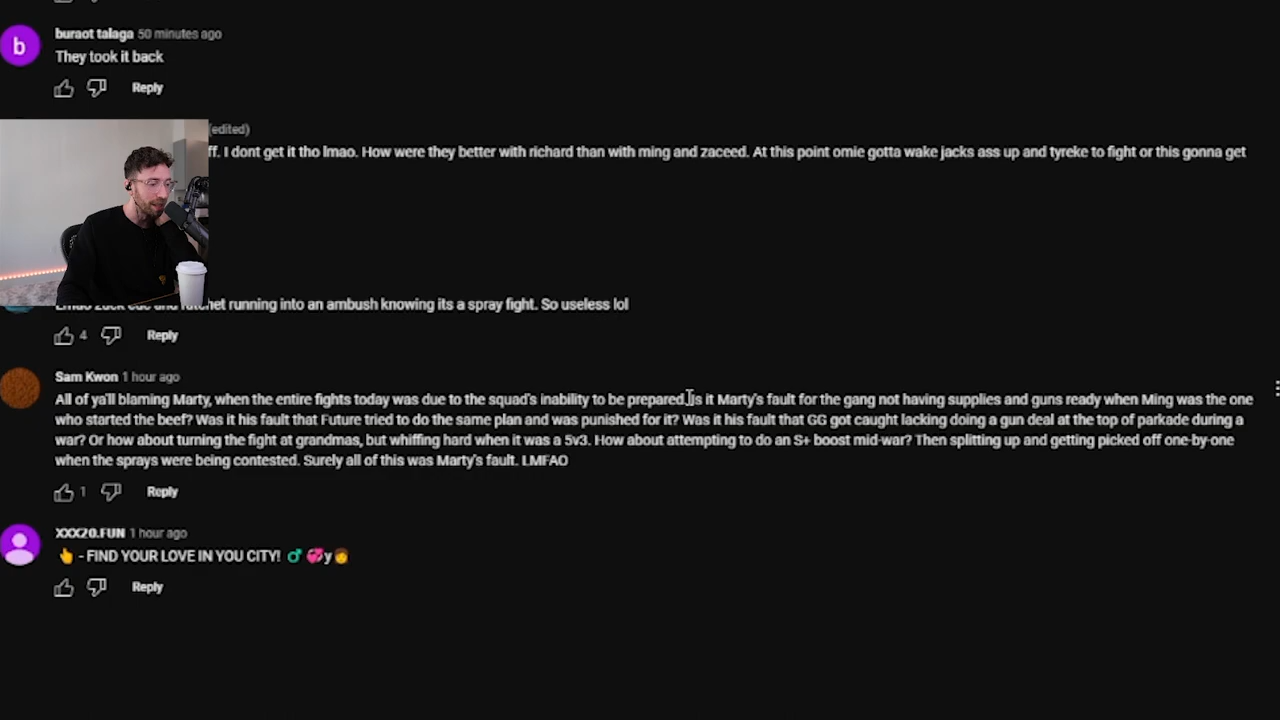 buraot talaga 50 minutes ago
They took it back
Reply
(edited)
ff. I dont get it tho lmao. How were they better with richard than with ming and zaceed. At this point omie gotta wake jacks ass up and tyreke to fight or this gonna get
running into an ambush knowing its a spray fight. So useless lol
4 Reply
Sam Kwon 1 hour ago
All of ya'll blaming Marty, when the entire fights today was due to the squad's inability to be prepared. Is it Marty's fault for the gang not having supplies and guns ready when Ming was the one
who started the beef? Was it his fault that Future tried to do the same plan and was punished for it? Was it his fault that GG got caught lacking doing a gun deal at the top of parkade during a
war? Or how about turning the fight at grandmas, but whiffing hard when it was a 5v3. How about attempting to do an S+ boost mid-war? Then splitting up and getting picked off one-by-one
when the sprays were being contested. Surely all of this was Marty's fault. LMFAO
1 Reply
XXX20.FUN 1 hour ago
👆 - FIND YOUR LOVE IN YOU CITY! ♂ 💞y👩
Reply
b